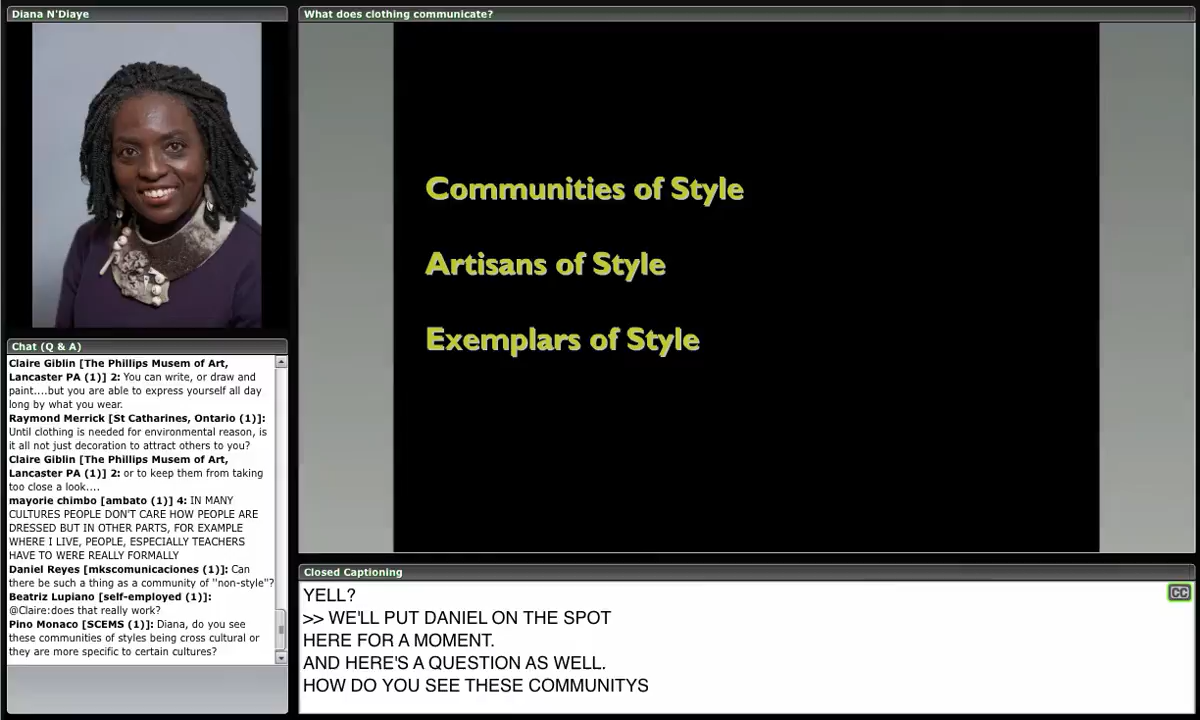 Diana N'Diaye
What does clothing communicate?
Communities of Style
Artisans of Style
Exemplars of Style
Chat (Q & A)
Claire Giblin [The Phillips Musem of Art,
Lancaster PA (1)] 2: You can write, or draw and
paint....but you are able to express yourself all day
long by what you wear.
Raymond Merrick [St Catharines, Ontario (1)]:
Until clothing is needed for environmental reason, is
it all not just decoration to attract others to you?
Claire Giblin [The Phillips Musem of Art,
Lancaster PA (1)] 2: or to keep them from taking
too close a look....
mayorie chimbo [ambato (1)] 4: IN MANY
CULTURES PEOPLE DON'T CARE HOW PEOPLE ARE
DRESSED BUT IN OTHER PARTS, FOR EXAMPLE
WHERE I LIVE, PEOPLE, ESPECIALLY TEACHERS
HAVE TO WERE REALLY FORMALLY
Daniel Reyes [mkscomunicaciones (1)]: Can
there be such a thing as a community of "non-style"?
Beatriz Lupiano [self-employed (1)]:
@Claire:does that really work?
Pino Monaco [SCEMS (1)]: Diana, do you see
these communities of styles being cross cultural or
they are more specific to certain cultures?
Closed Captioning
YELL?
>> WE'LL PUT DANIEL ON THE SPOT
HERE FOR A MOMENT.
AND HERE'S A QUESTION AS WELL.
HOW DO YOU SEE THESE COMMUNITYS
CC